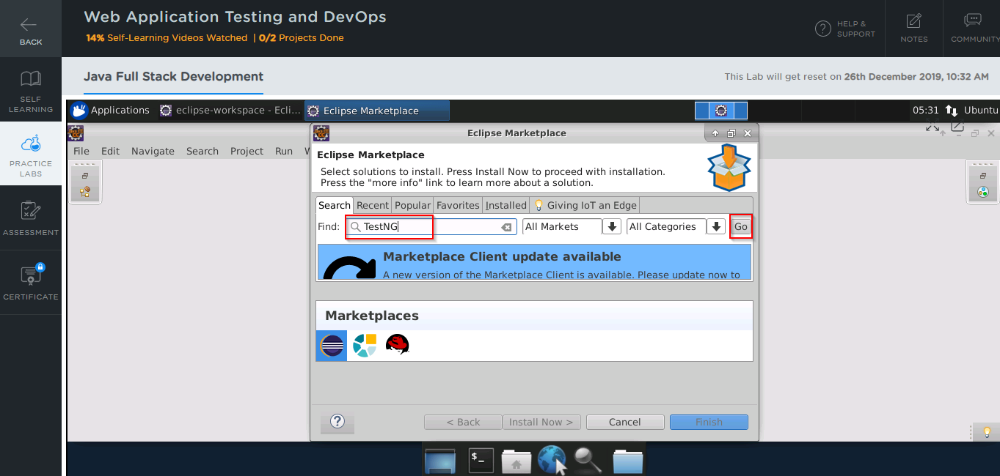 BACK
Web Application Testing and DevOps
14% Self-Learning Videos Watched | 0/2 Projects Done
HELP & SUPPORT
NOTES
COMMUNITY
SELF LEARNING
PRACTICE LABS
ASSESSMENT
CERTIFICATE
Java Full Stack Development
This Lab will get reset on 26th December 2019, 10:32 AM
Applications
eclipse-workspace - Ecli...
Eclipse Marketplace
05:31
Ubuntu
Eclipse Marketplace
File Edit Navigate Search Project Run
Eclipse Marketplace
Select solutions to install. Press Install Now to proceed with installation.
Press the "more info" link to learn more about a solution.
Search Recent Popular Favorites Installed Giving IoT an Edge
Find: TestNG All Markets All Categories Go
Marketplace Client update available
A new version of the Marketplace Client is available. Please update now to
Marketplaces
? < Back Install Now > Cancel Finish
$_